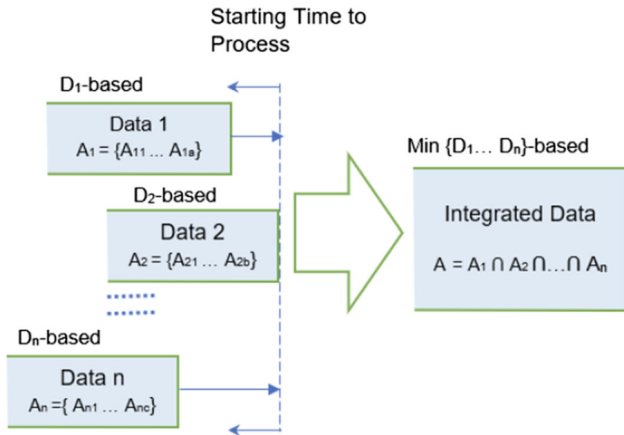 Starting Time to
Process
D₁-based
Data 1
A₁ = {A₁₁ ... A₁ₐ}
D₂-based
Data 2
A₂ = {A₂₁ ... A₂b}
Dₙ-based
Data n
Aₙ ={ Aₙ₁ ... Aₙc}
Min {D₁... Dₙ}-based
Integrated Data
A = A₁ ∩ A₂ ∩...∩ Aₙ